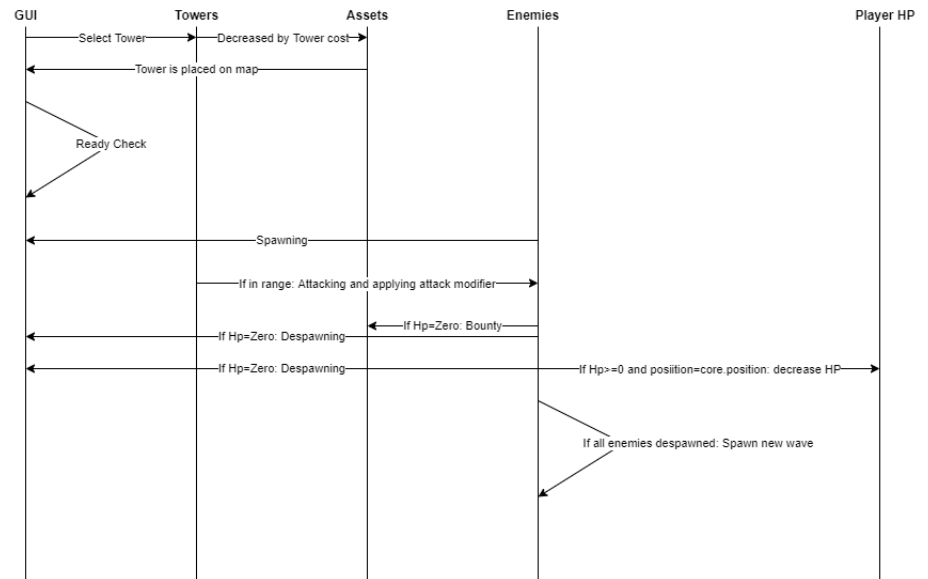 GUI Towers Assets Enemies Player HP
Select Tower Decreased by Tower cost
Tower is placed on map
Ready Check
Spawning
If in range: Attacking and applying attack modifier
If Hp=Zero: Bounty
If Hp=Zero: Despawning
If Hp=Zero: Despawning If Hp>=0 and posiition=core.position: decrease HP
If all enemies despawned: Spawn new wave